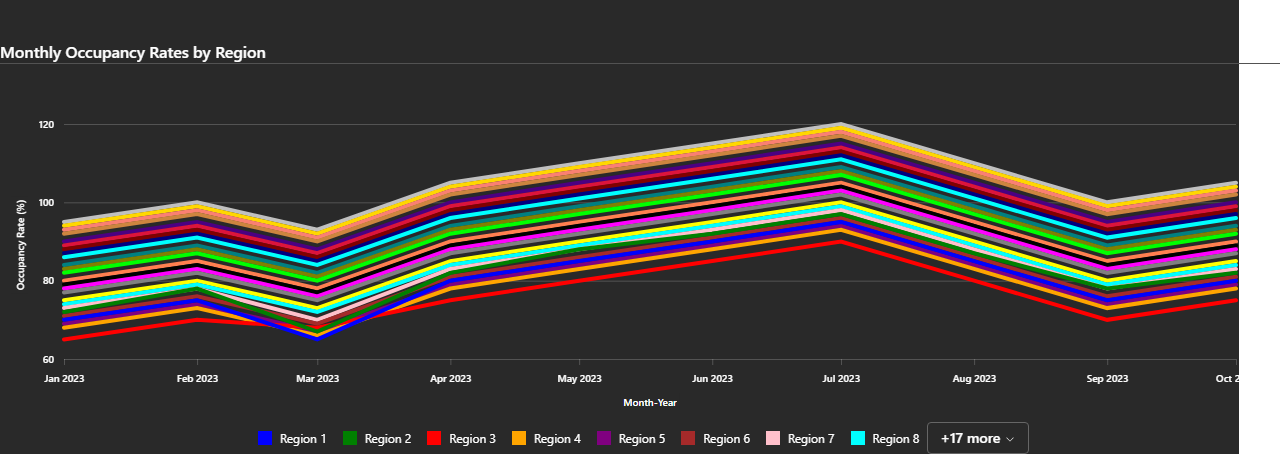 Monthly Occupancy Rates by Region
Occupancy Rate (%)
120
100
80
60
Jan 2023 Feb 2023 Mar 2023 Apr 2023 May 2023 Jun 2023 Jul 2023 Aug 2023 Sep 2023 Oct 2
Month-Year
Region 1 Region 2 Region 3 Region 4 Region 5 Region 6 Region 7 Region 8 +17 more